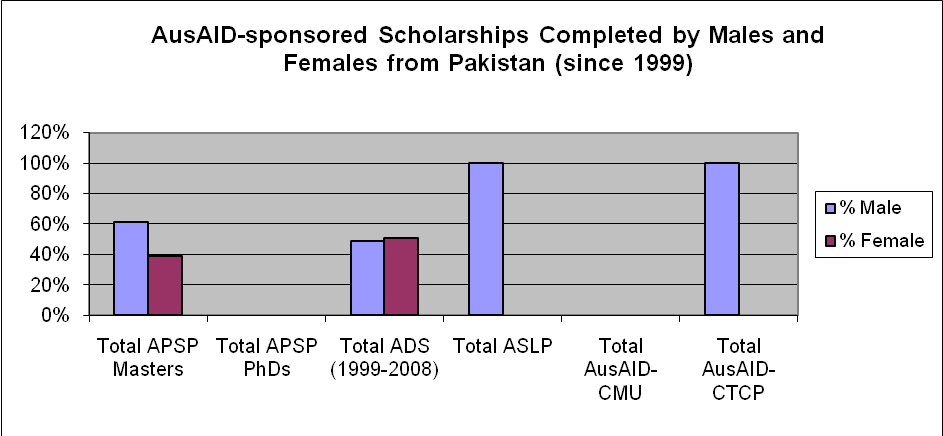 AusAID-sponsored Scholarships Completed by Males and
Females from Pakistan (since 1999)
120%
100%
80%
60%
40%
20%
0%
Total APSP
Masters
Total APSP
PhDs
Total ADS
(1999-2008)
Total ASLP
Total
AusAID-
CMU
Total
AusAID-
CTCP
% Male
% Female